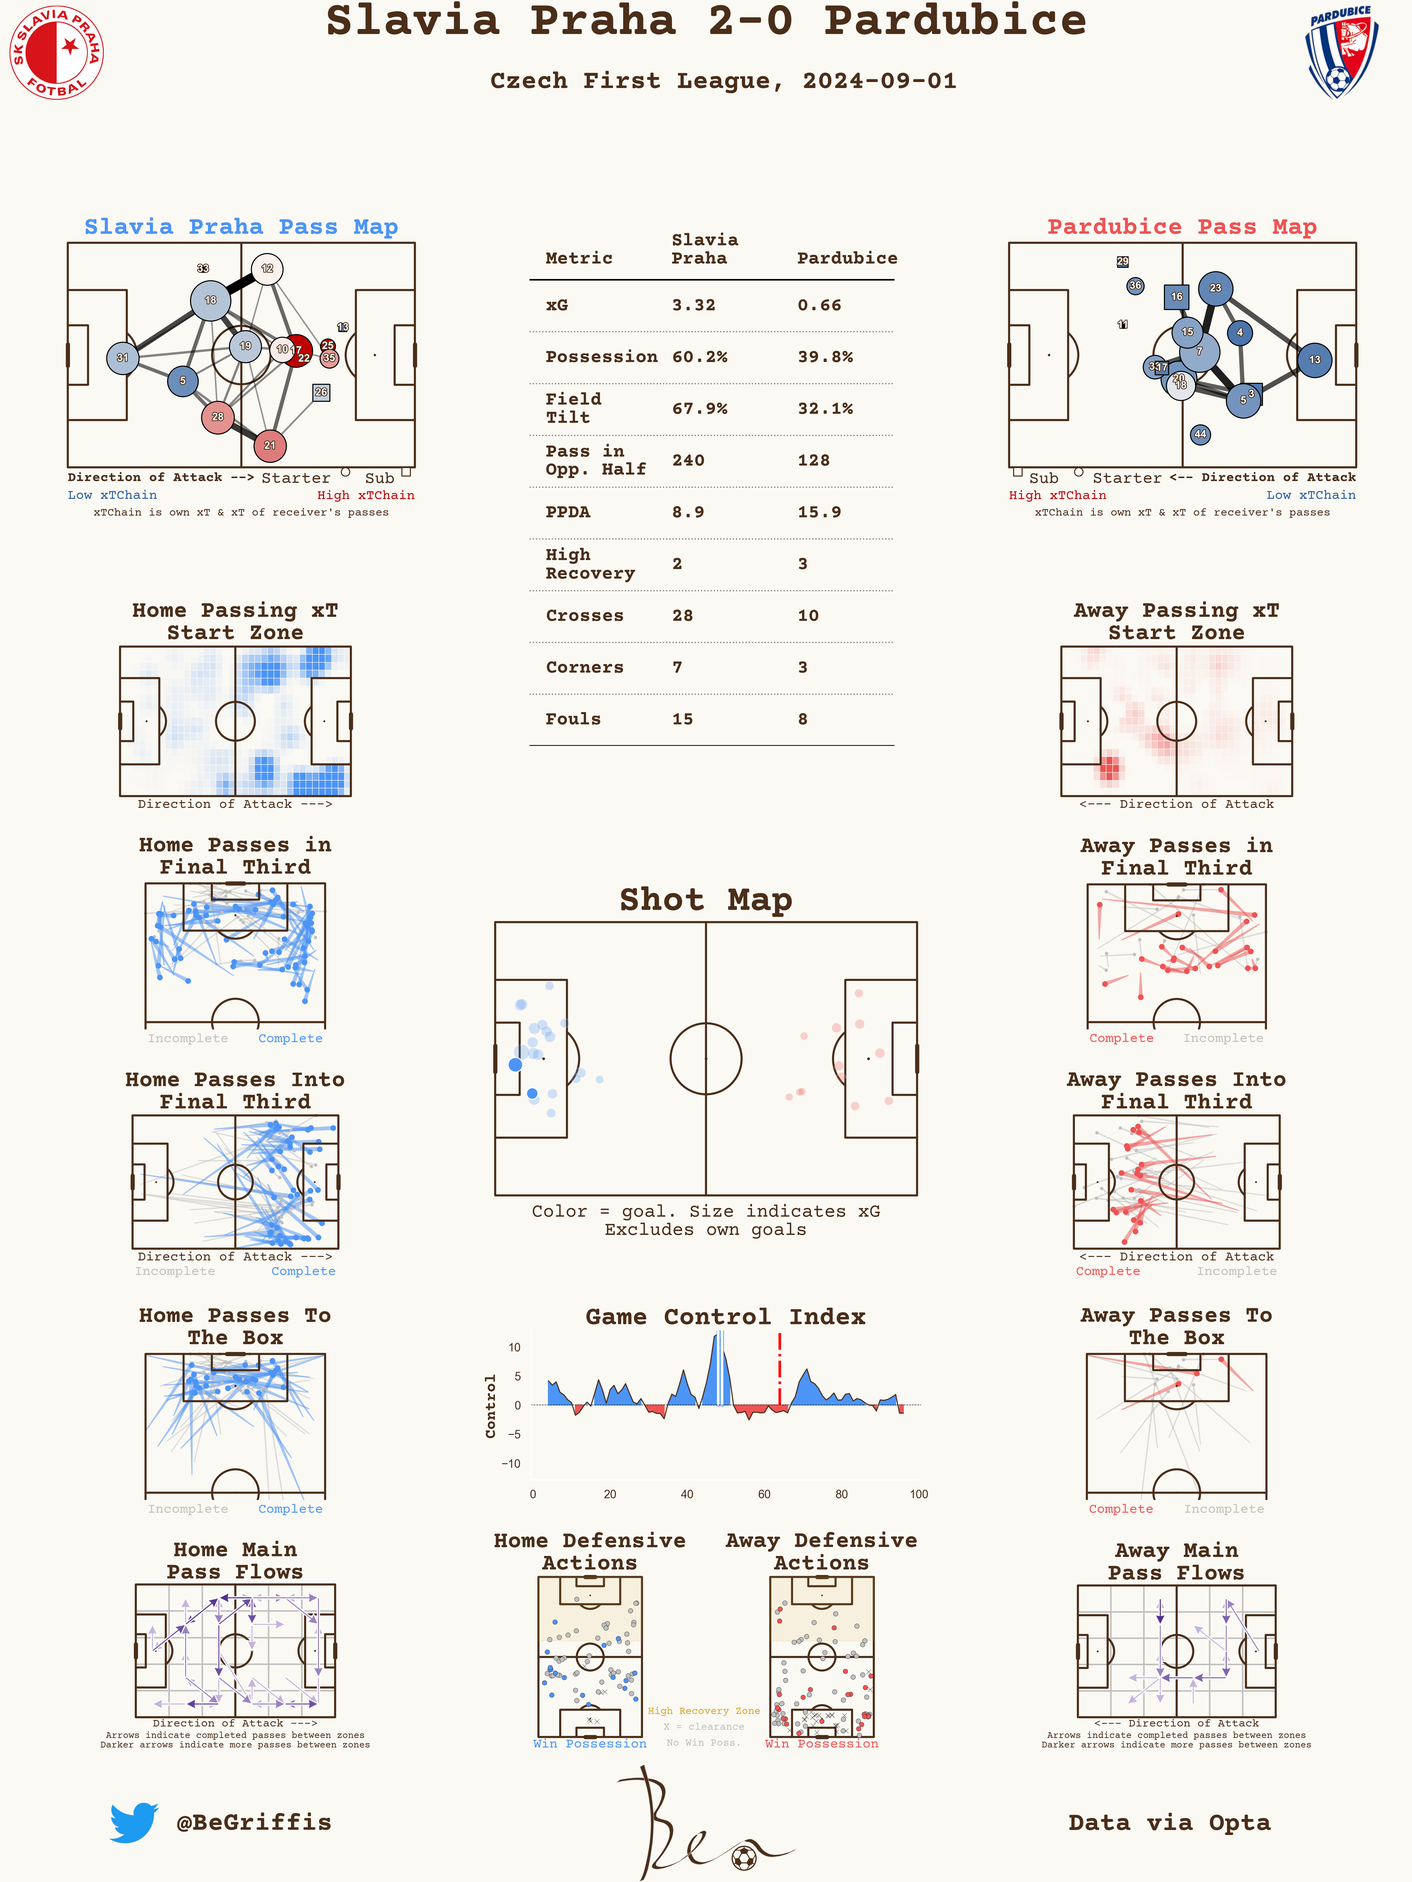 Slavia Praha 2-0 Pardubice
Czech First League, 2024-09-01
SK SLAVIA PRAHA
FOTBAL
PARDUBICE
Slavia Praha Pass Map
33
12
18
13
19
10
17
22
25
35
31
5
26
28
21
Direction of Attack --> Starter Sub
Low xTChain High xTChain
xTChain is own xT & xT of receiver's passes
Metric Slavia Praha Pardubice
xG 3.32 0.66
Possession 60.2% 39.8%
Field Tilt 67.9% 32.1%
Pass in Opp. Half 240 128
PPDA 8.9 15.9
High Recovery 2 3
Crosses 28 10
Corners 7 3
Fouls 15 8
Pardubice Pass Map
29
36
16
23
11
15
4
7
13
17
20
18
3
5
44
Sub Starter <-- Direction of Attack
High xTChain Low xTChain
xTChain is own xT & xT of receiver's passes
Home Passing xT
Start Zone
Direction of Attack --->
Away Passing xT
Start Zone
<--- Direction of Attack
Home Passes in
Final Third
Incomplete Complete
Away Passes in
Final Third
Complete Incomplete
Shot Map
Color = goal. Size indicates xG
Excludes own goals
Home Passes Into
Final Third
Direction of Attack --->
Incomplete Complete
Away Passes Into
Final Third
<--- Direction of Attack
Complete Incomplete
Home Passes To
The Box
Incomplete Complete
Game Control Index
Control
10
5
0
−5
−10
0 20 40 60 80 100
Away Passes To
The Box
Complete Incomplete
Home Main
Pass Flows
Direction of Attack --->
Arrows indicate completed passes between zones
Darker arrows indicate more passes between zones
Home Defensive
Actions
Win Possession
High Recovery Zone
X = clearance
No Win Poss.
Away Defensive
Actions
Win Possession
Away Main
Pass Flows
<--- Direction of Attack
Arrows indicate completed passes between zones
Darker arrows indicate more passes between zones
@BeGriffis
Ben
Data via Opta